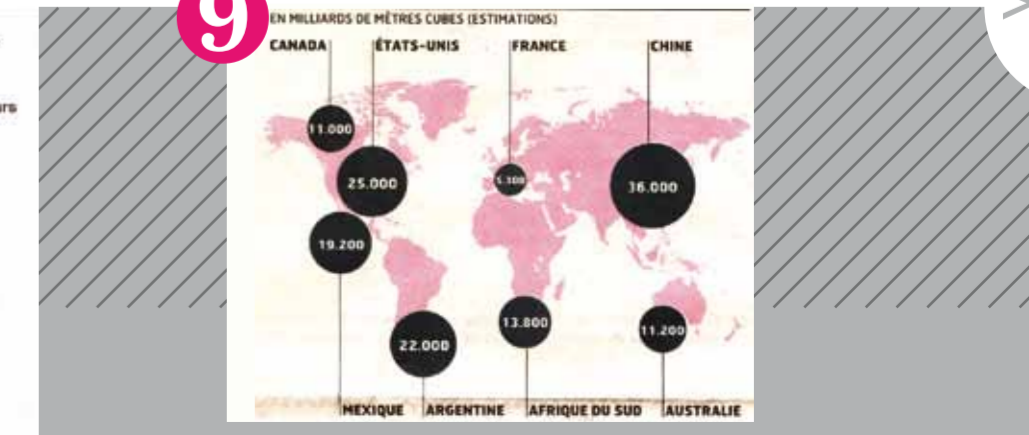 9
EN MILLIARDS DE MÈTRES CUBES (ESTIMATIONS)
CANADA
ÉTATS-UNIS
FRANCE
CHINE
11.000
25.000
36.000
19.200
22.000
13.800
11.200
MEXIQUE
ARGENTINE
AFRIQUE DU SUD
AUSTRALIE